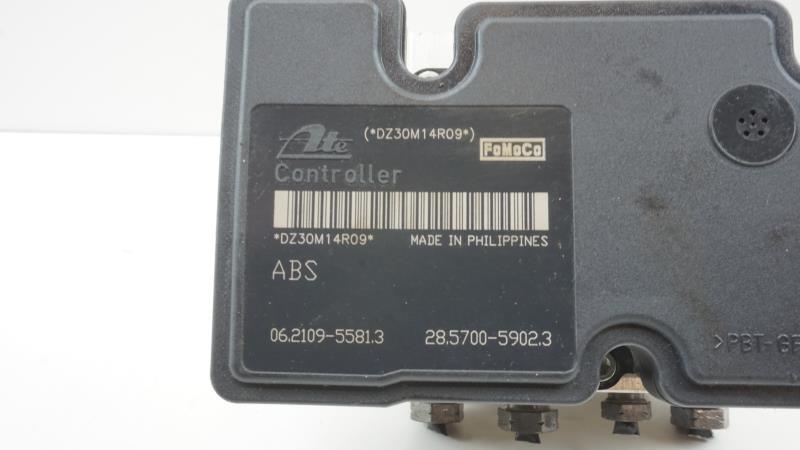 (*DZ30M14R09*)
Ate FoMoCo
Controller
*DZ30M14R09* MADE IN PHILIPPINES
ABS
06.2109-5581.3 28.5700-5902.3
>PBT-GF